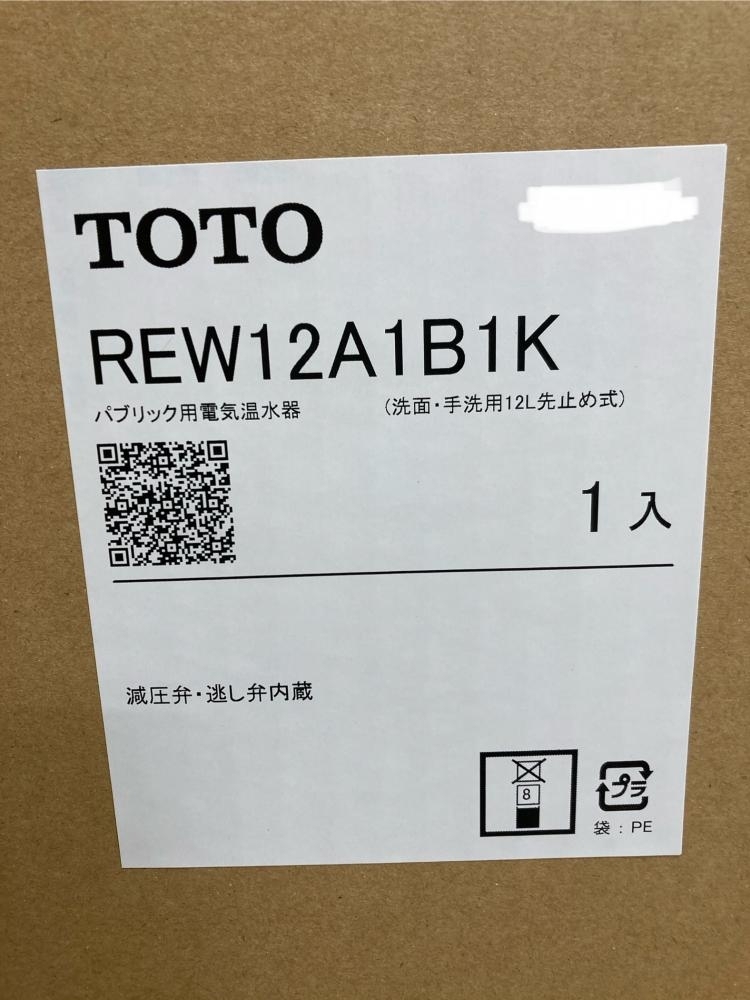 TOTO
REW12A1B1K
パブリック用電気温水器 (洗面・手洗用12L先止め式)
1入
減圧弁・逃し弁内蔵
8
プラ
袋：PE